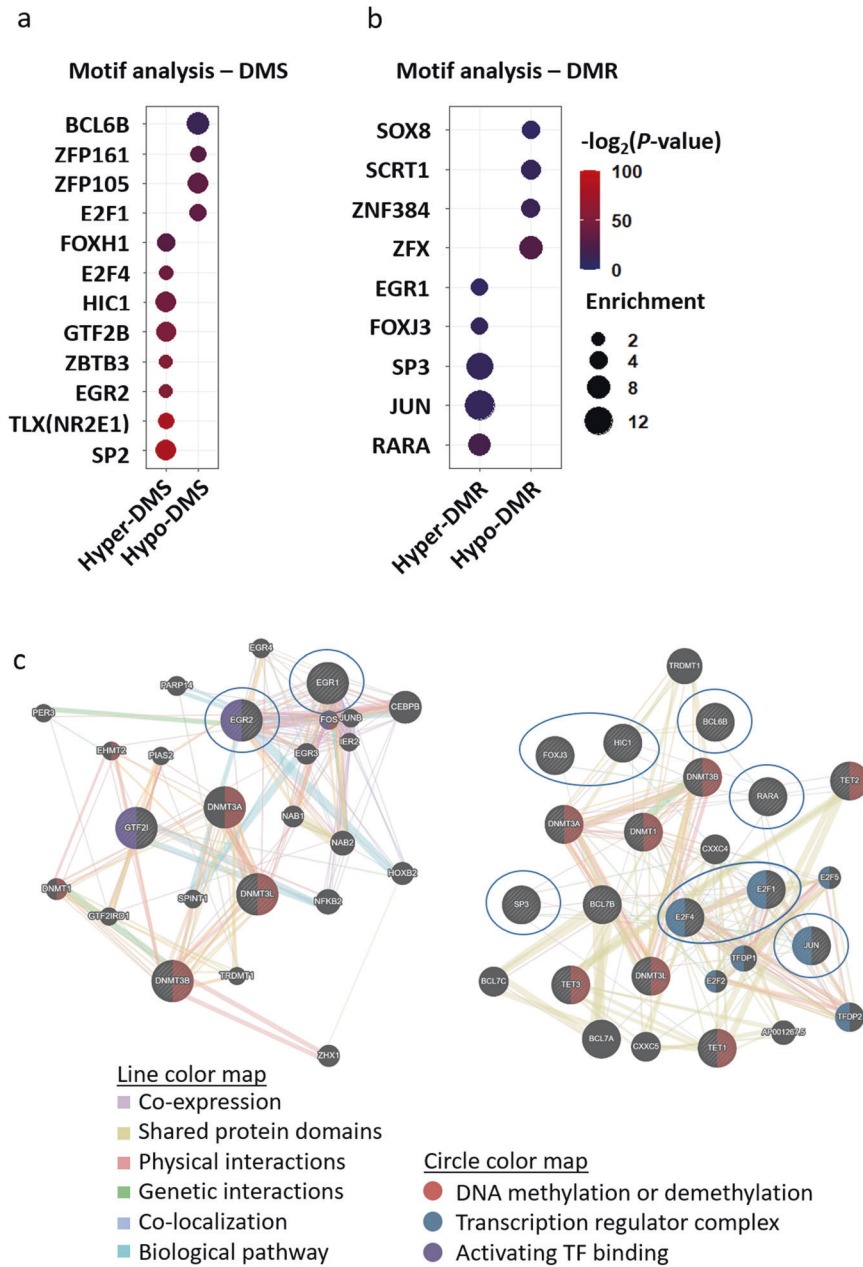 a
Motif analysis – DMS
BCL6B
ZFP161
ZFP105
E2F1
FOXH1
E2F4
HIC1
GTF2B
ZBTB3
EGR2
TLX(NR2E1)
SP2
Hyper-DMS
Hypo-DMS
b
Motif analysis – DMR
SOX8
SCRT1
ZNF384
ZFX
EGR1
FOXJ3
SP3
JUN
RARA
Hyper-DMR
Hypo-DMR
-log2(P-value)
100
50
0
Enrichment
2
4
8
12
c
EGR4
PARP14
EGR1
PER3
EGR2
FOS
JUNB
CEBPB
IER2
EHMT2
PIAS2
EGR3
DNMT3A
NAB1
GTF2I
NAB2
HOXB2
DNMT1
SPINT1
DNMT3L
NFKB2
GTF2IRD1
TRDMT1
DNMT3B
ZHX1
TRDMT1
BCL6B
HIC1
FOXJ3
DNMT3B
TET2
RARA
DNMT3A
DNMT1
CXXC4
E2F5
E2F1
SP3
BCL7B
E2F4
JUN
TFDP1
BCL7C
TET3
DNMT3L
E2F2
TFDP2
AP001267.5
BCL7A
CXXC5
TET1
Line color map
Co-expression
Shared protein domains
Physical interactions
Genetic interactions
Co-localization
Biological pathway
Circle color map
DNA methylation or demethylation
Transcription regulator complex
Activating TF binding